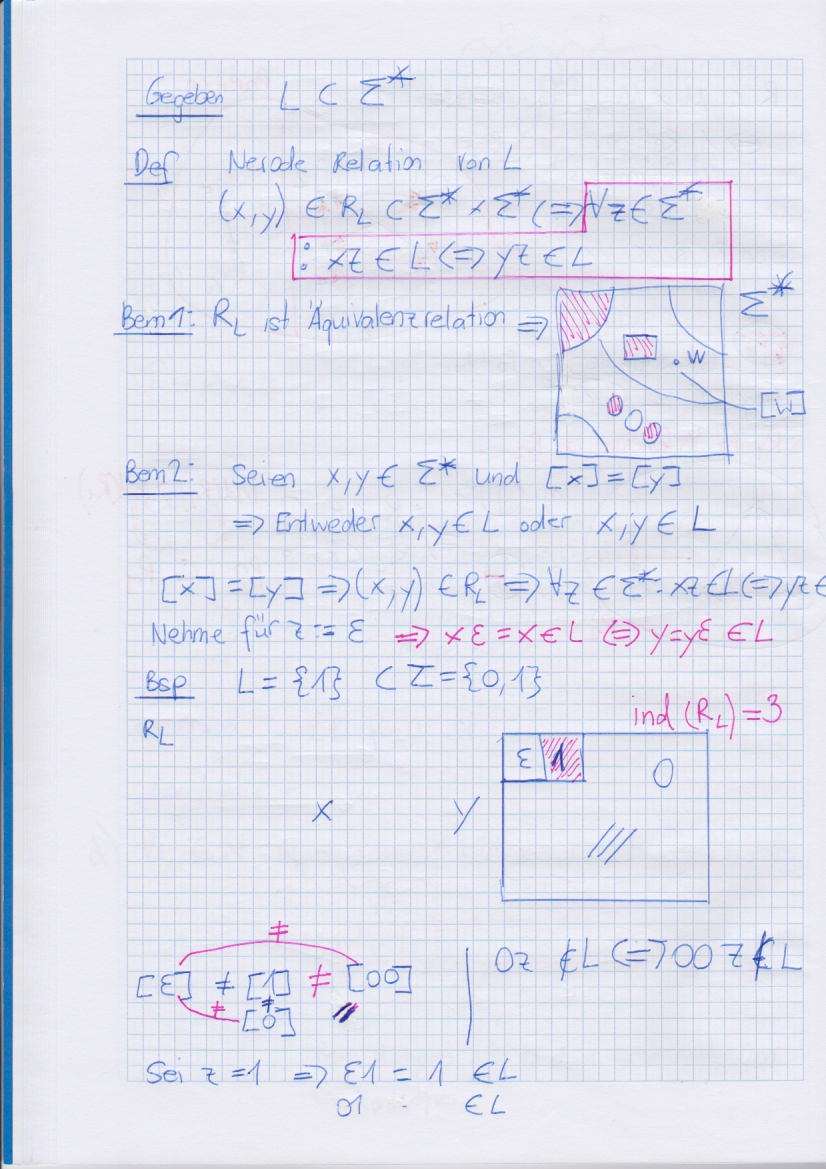 Gegeben L ⊂ Σ*
Def Nerode Relation von L
(x,y) ∈ R_L ⊂ Σ* × Σ* (=) ∀z ∈ Σ*
: xz ∈ L (=) yz ∈ L
Bem1: R_L ist Äquivalenzrelation ⇒
Σ*
w
[W]
Bem2: Seien x,y ∈ Σ* und [x]=[y]
⇒ Entweder x,y ∈ L oder x,y ∈ L
[x]=[y] ⇒ (x,y) ∈ R_L ⇒ ∀z ∈ Σ*: xz ∈ L (=) yz ∈
Nehme für z := ε ⇒ xε = x ∈ L (⇒) y=yε ∈ L
Bsp L = {1} ⊂ Σ={0,1}
ind (R_L) = 3
R_L
ε 1 0
x y
///
≠
[ε] ≠ [1] ≠ [00]
≠ ≠ //
[0]
0z ∉ L (=) 00z ∉ L
Sei z = 1 ⇒ ε1 = 1 ∈ L
01 ∈ L